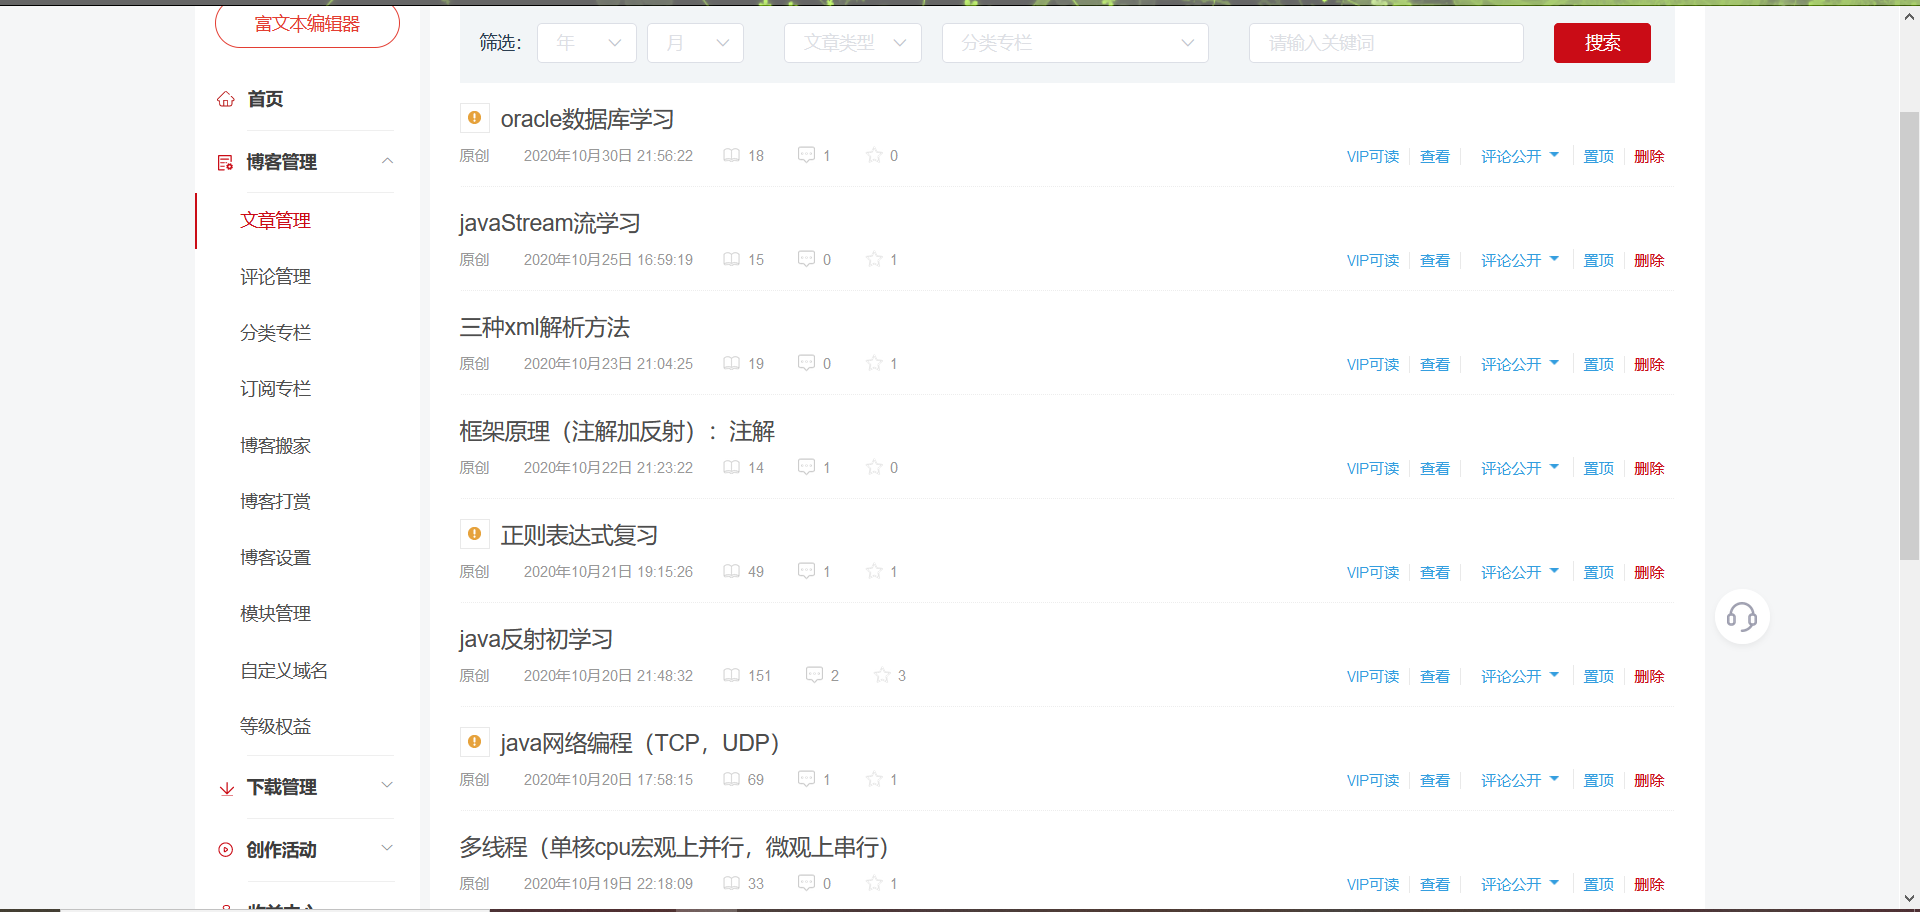 富文本编辑器
首页
博客管理
文章管理
评论管理
分类专栏
订阅专栏
博客搬家
博客打赏
博客设置
模块管理
自定义域名
等级权益
下载管理
创作活动
筛选: 年 月 文章类型 分类专栏 请输入关键词 搜索
oracle数据库学习
原创 2020年10月30日 21:56:22 18 1 0 VIP可读 查看 评论公开 置顶 删除
javaStream流学习
原创 2020年10月25日 16:59:19 15 0 1 VIP可读 查看 评论公开 置顶 删除
三种xml解析方法
原创 2020年10月23日 21:04:25 19 0 1 VIP可读 查看 评论公开 置顶 删除
框架原理（注解加反射）：注解
原创 2020年10月22日 21:23:22 14 1 0 VIP可读 查看 评论公开 置顶 删除
正则表达式复习
原创 2020年10月21日 19:15:26 49 1 1 VIP可读 查看 评论公开 置顶 删除
java反射初学习
原创 2020年10月20日 21:48:32 151 2 3 VIP可读 查看 评论公开 置顶 删除
java网络编程（TCP，UDP）
原创 2020年10月20日 17:58:15 69 1 1 VIP可读 查看 评论公开 置顶 删除
多线程（单核cpu宏观上并行，微观上串行）
原创 2020年10月19日 22:18:09 33 0 1 VIP可读 查看 评论公开 置顶 删除